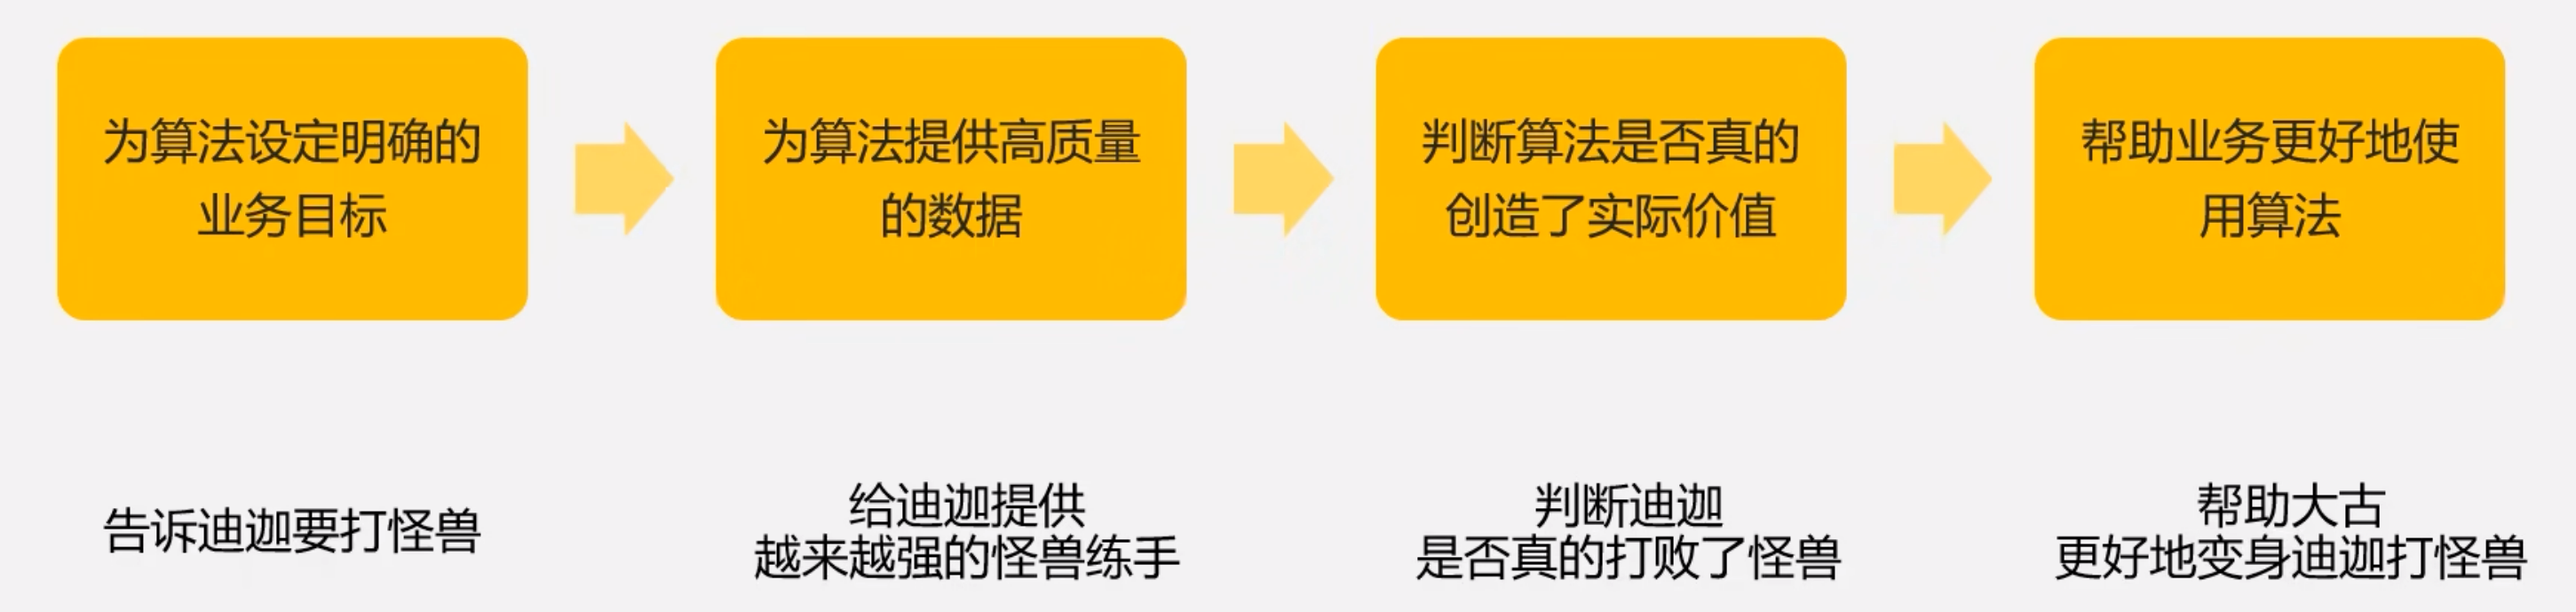 为算法设定明确的
业务目标
为算法提供高质量
的数据
判断算法是否真的
创造了实际价值
帮助业务更好地使
用算法
告诉迪迦要打怪兽
给迪迦提供
越来越强的怪兽练手
判断迪迦
是否真的打败了怪兽
帮助大古
更好地变身迪迦打怪兽